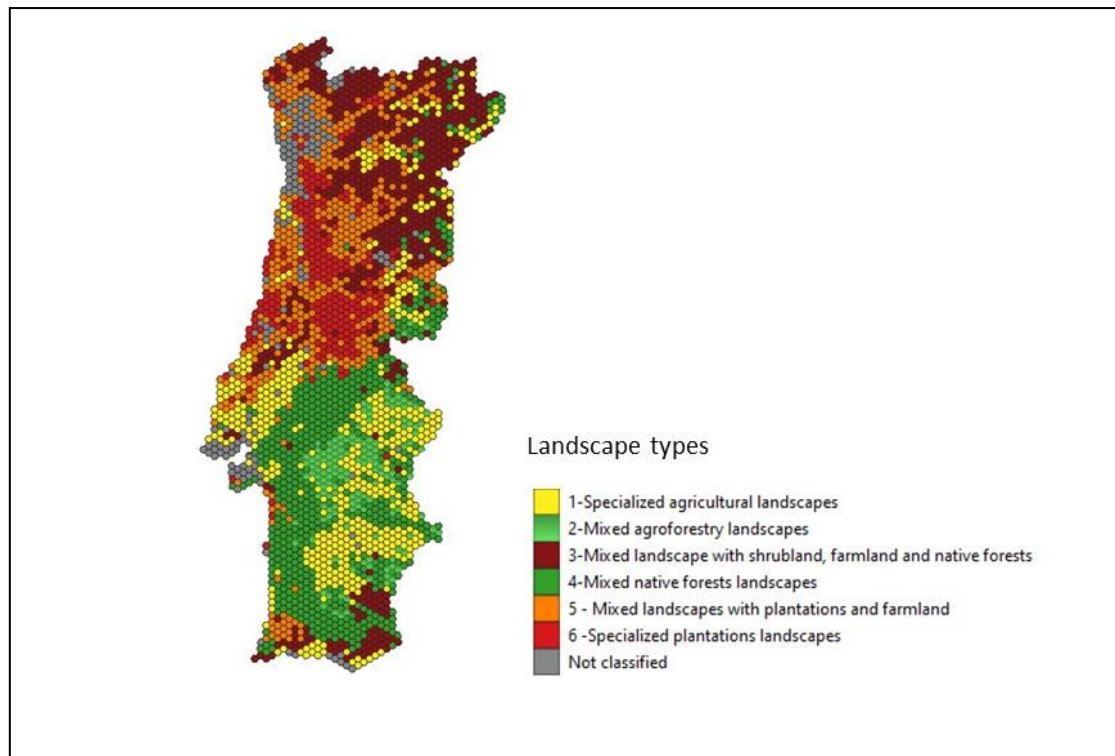 Landscape types
1-Specialized agricultural landscapes
2-Mixed agroforestry landscapes
3-Mixed landscape with shrubland, farmland and native forests
4-Mixed native forests landscapes
5 - Mixed landscapes with plantations and farmland
6 -Specialized plantations landscapes
Not classified